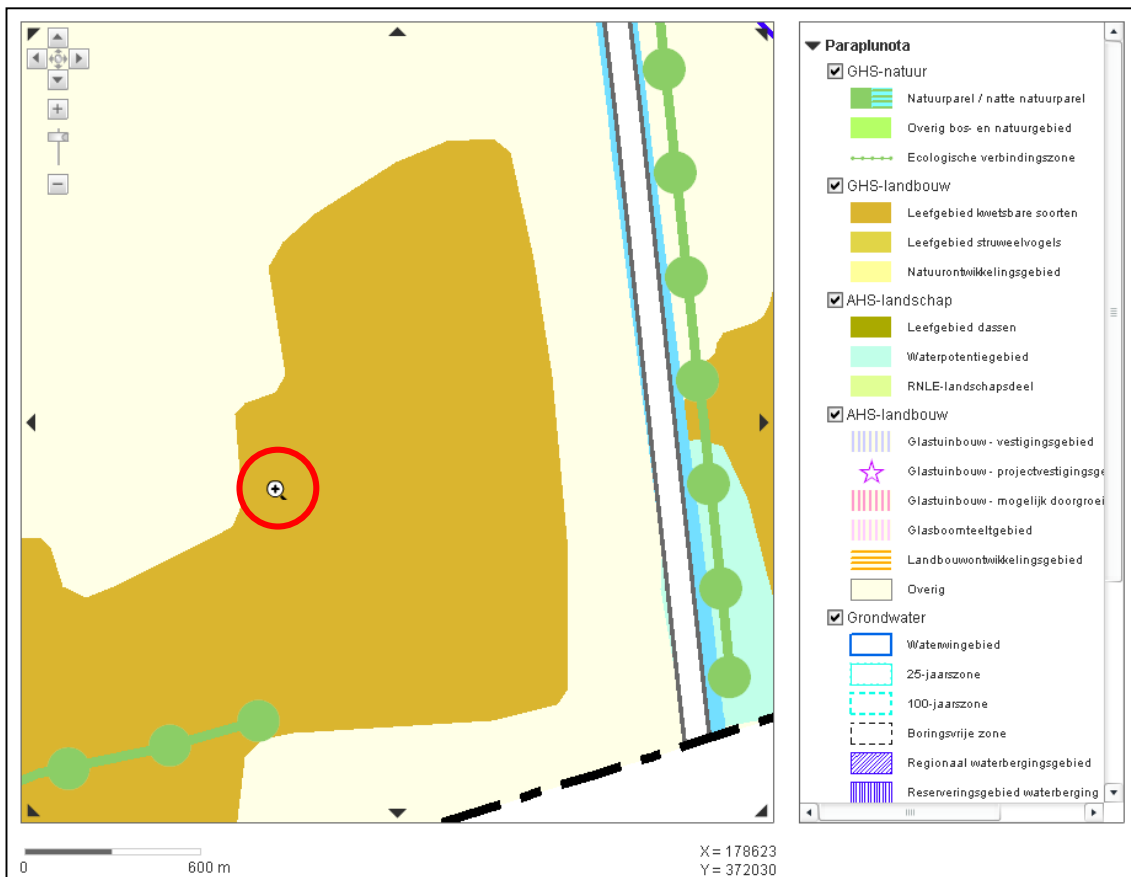 Paraplunota
GHS-natuur
Natuurparel / natte natuurparel
Overig bos- en natuurgebied
Ecologische verbindingszone
GHS-landbouw
Leefgebied kwetsbare soorten
Leefgebied struweelvogels
Natuurontwikkelingsgebied
AHS-landschap
Leefgebied dassen
Waterpotentiegebied
RNLE-landschapsdeel
AHS-landbouw
Glastuinbouw - vestigingsgebied
Glastuinbouw - projectvestigingsge
Glastuinbouw - mogelijk doorgroei
Glasboomteeltgebied
Landbouwontwikkelingsgebied
Overig
Grondwater
Waterwingebied
25-jaarszone
100-jaarszone
Boringsvrije zone
Regionaal waterbergingsgebied
Reserveringsgebied waterberging
0 600 m
X = 178623
Y = 372030